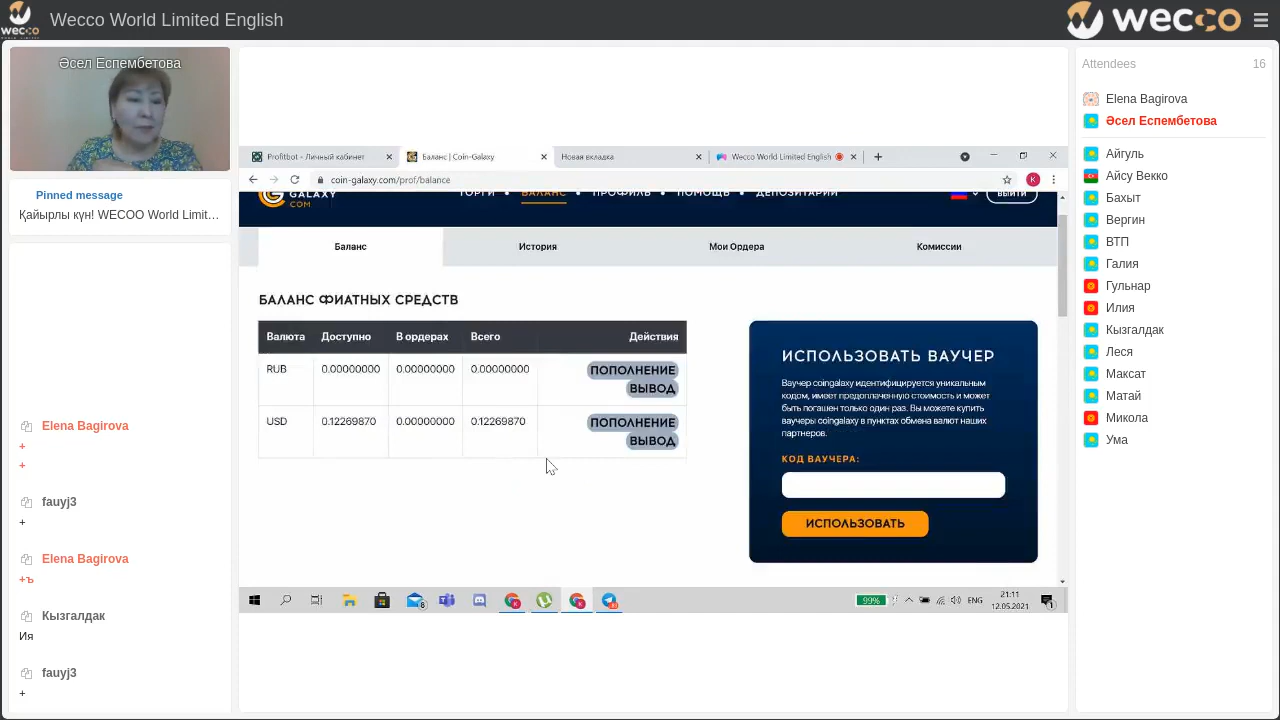 wecco
Wecco World Limited English
wecco
Әсел Еспембетова
Pinned message
Қайырлы күн! WECOO World Limit…
Elena Bagirova
+
+
fauyj3
+
Elena Bagirova
+ъ
Кызгалдак
Ия
fauyj3
+
Profitbot - Личный кабинет
Баланс | Coin-Galaxy
Новая вкладка
Wecco World Limited English
coin-galaxy.com/prof/balance
K
GALAXY
COM
ТОРГИ • БАЛАНС • ПРОФИЛЬ • ПОМОЩЬ • ДЕПОЗИТАРИЙ
ВЫЙТИ
Баланс
История
Мои Ордера
Комиссии
БАЛАНС ФИАТНЫХ СРЕДСТВ
Валюта Доступно В ордерах Всего Действия
RUB 0.00000000 0.00000000 0.00000000 ПОПОЛНЕНИЕ
ВЫВОД
USD 0.12269870 0.00000000 0.12269870 ПОПОЛНЕНИЕ
ВЫВОД
ИСПОЛЬЗОВАТЬ ВАУЧЕР
Ваучер coingalaxy идентифицируется уникальным
кодом, имеет предоплаченную стоимость и может
быть погашен только один раз. Вы можете купить
ваучеры coingalaxy в пунктах обмена валют наших
партнеров.
КОД ВАУЧЕРА:
ИСПОЛЬЗОВАТЬ
99%
ENG
21:11
12.05.2021
Attendees 16
Elena Bagirova
Әсел Еспембетова
Айгуль
Айсу Векко
Бахыт
Вергин
ВТП
Галия
Гульнар
Илия
Кызгалдак
Леся
Максат
Матай
Микола
Ума